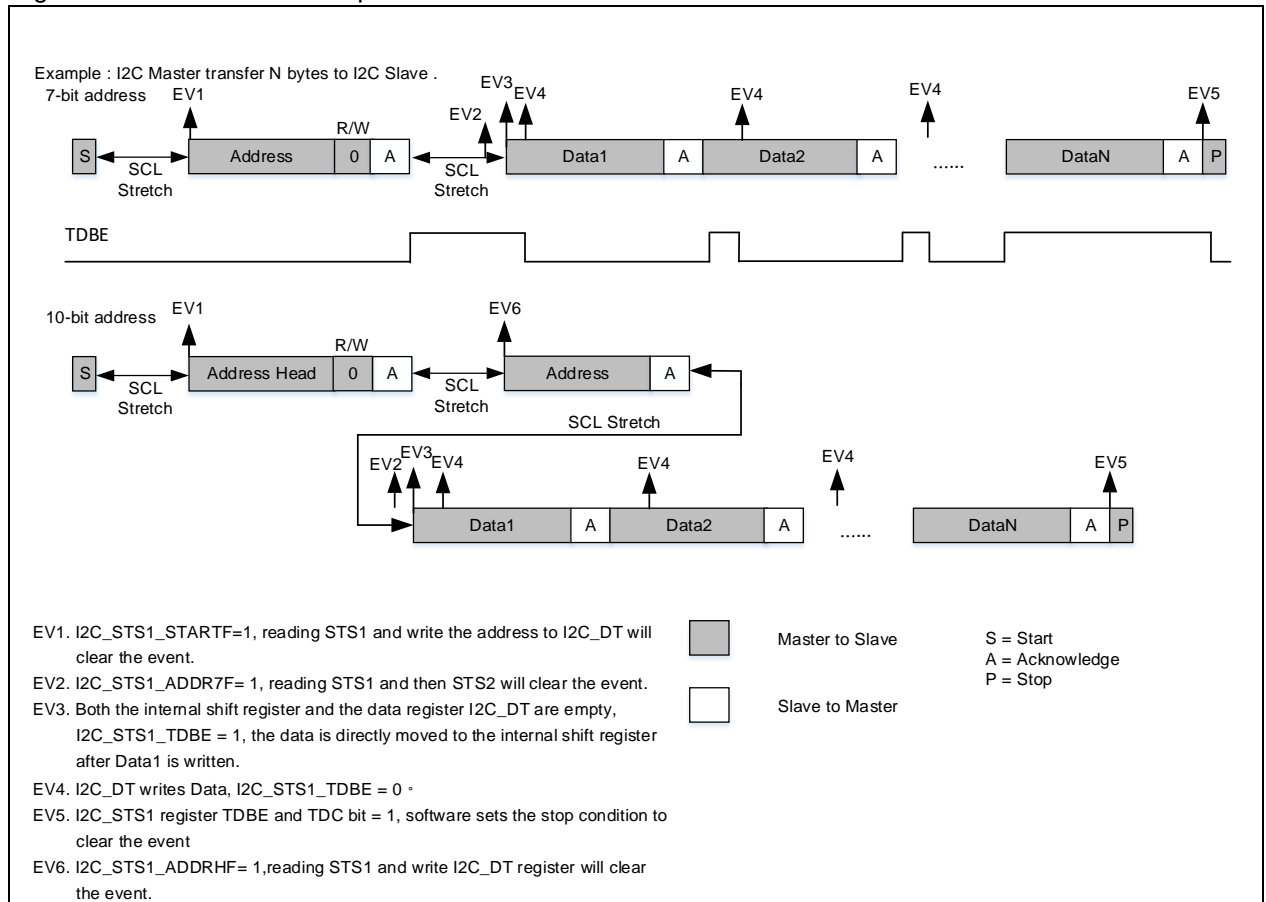 Example : I2C Master transfer N bytes to I2C Slave .
7-bit address
EV1
EV2
EV3
EV4
EV4
EV4
EV5
R/W
S
SCL
Stretch
Address
0
A
SCL
Stretch
Data1
A
Data2
A
......
DataN
A
P
TDBE
10-bit address
EV1
EV6
R/W
S
SCL
Stretch
Address Head
0
A
SCL
Stretch
Address
A
SCL Stretch
EV2
EV3
EV4
EV4
EV4
EV5
Data1
A
Data2
A
......
DataN
A
P
EV1. I2C_STS1_STARTF=1, reading STS1 and write the address to I2C_DT will
clear the event.
EV2. I2C_STS1_ADDR7F= 1, reading STS1 and then STS2 will clear the event.
EV3. Both the internal shift register and the data register I2C_DT are empty,
I2C_STS1_TDBE = 1, the data is directly moved to the internal shift register
after Data1 is written.
EV4. I2C_DT writes Data, I2C_STS1_TDBE = 0。
EV5. I2C_STS1 register TDBE and TDC bit = 1, software sets the stop condition to
clear the event
EV6. I2C_STS1_ADDRHF= 1,reading STS1 and write I2C_DT register will clear
the event.
Master to Slave
Slave to Master
S = Start
A = Acknowledge
P = Stop